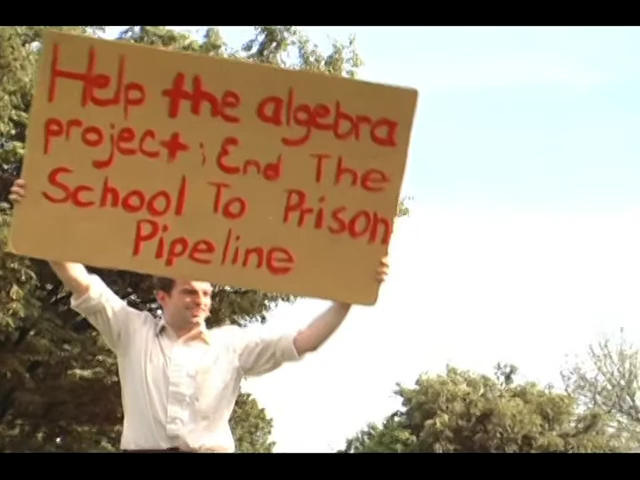 Help the algebra
project; End The
School To Prison
Pipeline